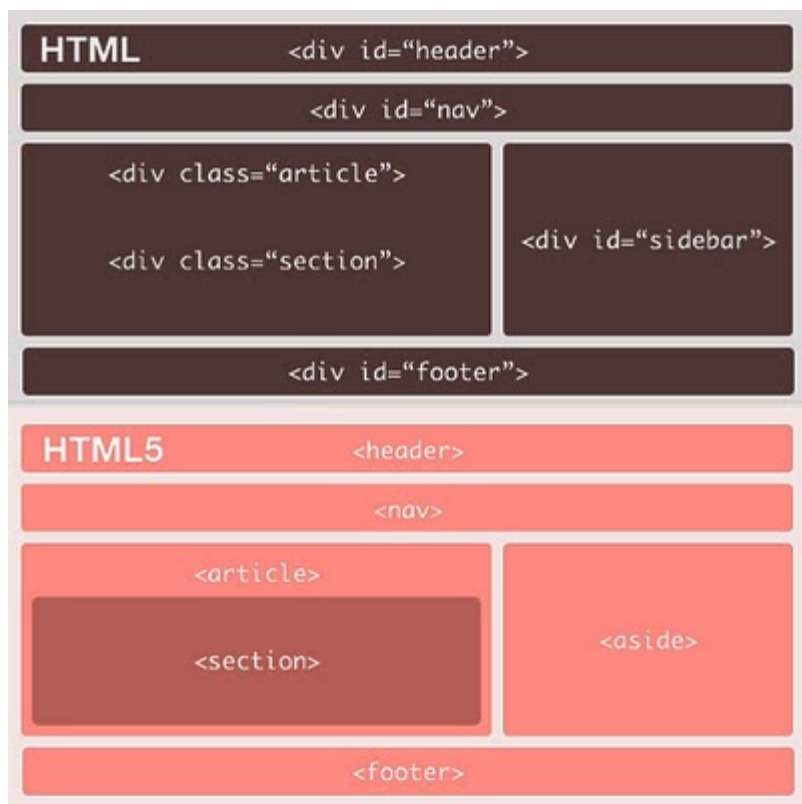 HTML <div id=“header”>
<div id=“nav”>
<div class=“article”>
<div class=“section”>
<div id=“sidebar”>
<div id=“footer”>
HTML5 <header>
<nav>
<article>
<section>
<aside>
<footer>